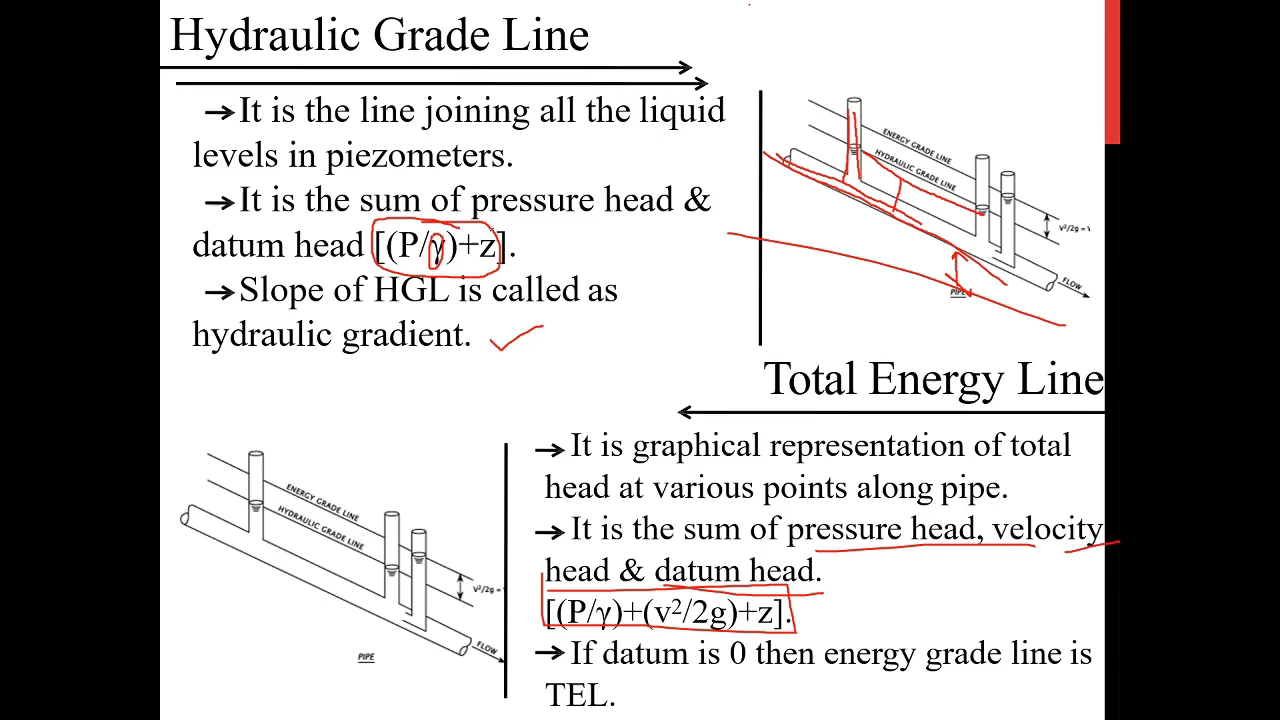 Hydraulic Grade Line
→It is the line joining all the liquid
levels in piezometers.
→It is the sum of pressure head &
datum head [(P/γ)+z].
→Slope of HGL is called as
hydraulic gradient.
ENERGY GRADE LINE
HYDRAULIC GRADE LINE
v²/2g =
FLOW
PIPE
Total Energy Line
→ It is graphical representation of total
head at various points along pipe.
→ It is the sum of pressure head, velocity
head & datum head.
[(P/γ)+(v²/2g)+z].
→ If datum is 0 then energy grade line is
TEL.
ENERGY GRADE LINE
HYDRAULIC GRADE LINE
v²/2g =
FLOW
PIPE